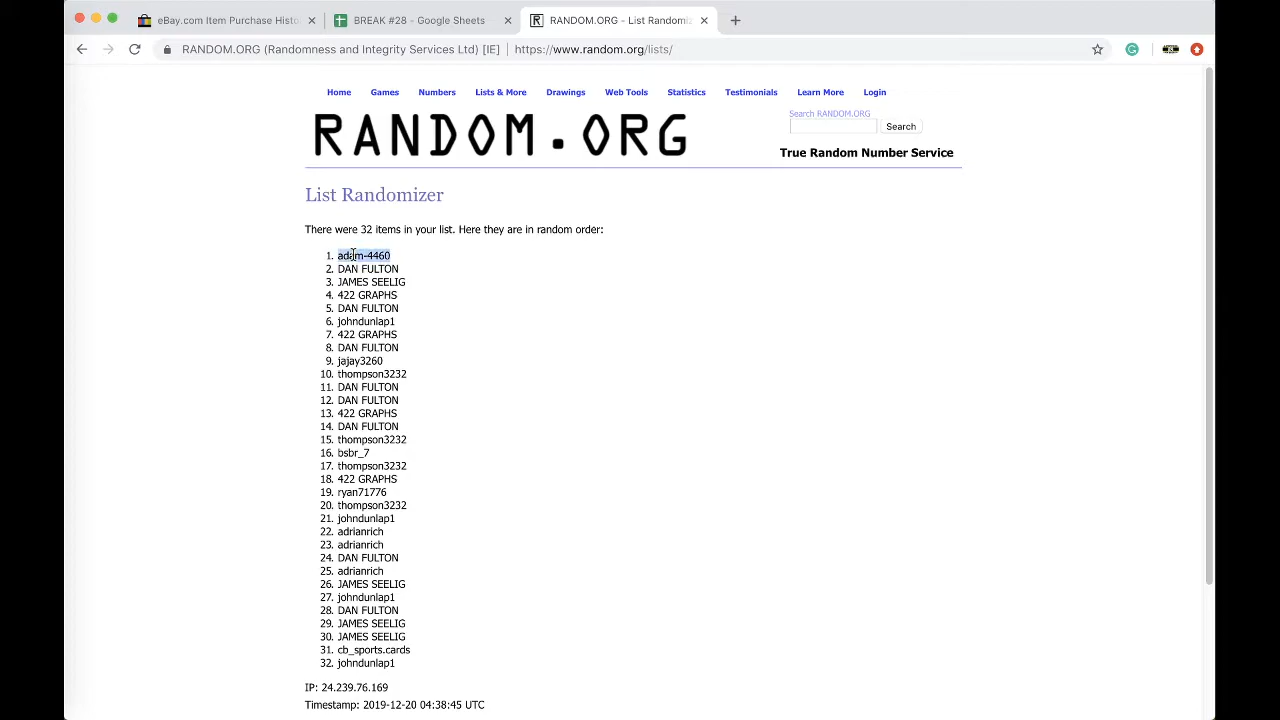 eBay.com Item Purchase Histo
BREAK #28 - Google Sheets
RANDOM.ORG - List Randomiz
RANDOM.ORG (Randomness and Integrity Services Ltd) [IE]
https://www.random.org/lists/
Home Games Numbers Lists & More Drawings Web Tools Statistics Testimonials Learn More Login
RANDOM.ORG
Search RANDOM.ORG
Search
True Random Number Service
List Randomizer
There were 32 items in your list. Here they are in random order:
1. adam-4460
2. DAN FULTON
3. JAMES SEELIG
4. 422 GRAPHS
5. DAN FULTON
6. johndunlap1
7. 422 GRAPHS
8. DAN FULTON
9. jajay3260
10. thompson3232
11. DAN FULTON
12. DAN FULTON
13. 422 GRAPHS
14. DAN FULTON
15. thompson3232
16. bsbr_7
17. thompson3232
18. 422 GRAPHS
19. ryan71776
20. thompson3232
21. johndunlap1
22. adrianrich
23. adrianrich
24. DAN FULTON
25. adrianrich
26. JAMES SEELIG
27. johndunlap1
28. DAN FULTON
29. JAMES SEELIG
30. JAMES SEELIG
31. cb_sports.cards
32. johndunlap1
IP: 24.239.76.169
Timestamp: 2019-12-20 04:38:45 UTC